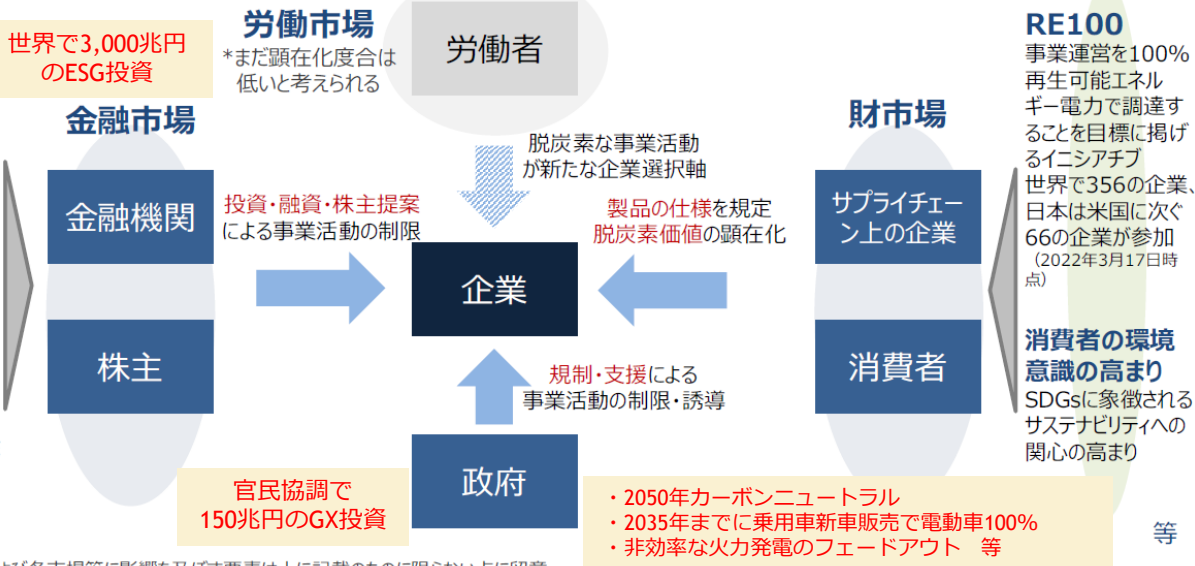 世界で3,000兆円
のESG投資
労働市場
*まだ顕在化度合は
低いと考えられる
労働者
金融市場
金融機関
株主
投資・融資・株主提案
による事業活動の制限
脱炭素な事業活動
が新たな企業選択軸
企業
製品の仕様を規定
脱炭素価値の顕在化
財市場
サプライチェー
ン上の企業
消費者
規制・支援による
事業活動の制限・誘導
政府
官民協調で
150兆円のGX投資
・2050年カーボンニュートラル
・2035年までに乗用車新車販売で電動車100%
・非効率な火力発電のフェードアウト 等
RE100
事業運営を100%
再生可能エネル
ギー電力で調達す
ることを目標に掲げ
るイニシアチブ
世界で356の企業、
日本は米国に次ぐ
66の企業が参加
（2022年3月17日時
点）
消費者の環境
意識の高まり
SDGsに象徴される
サステナビリティへの
関心の高まり
等